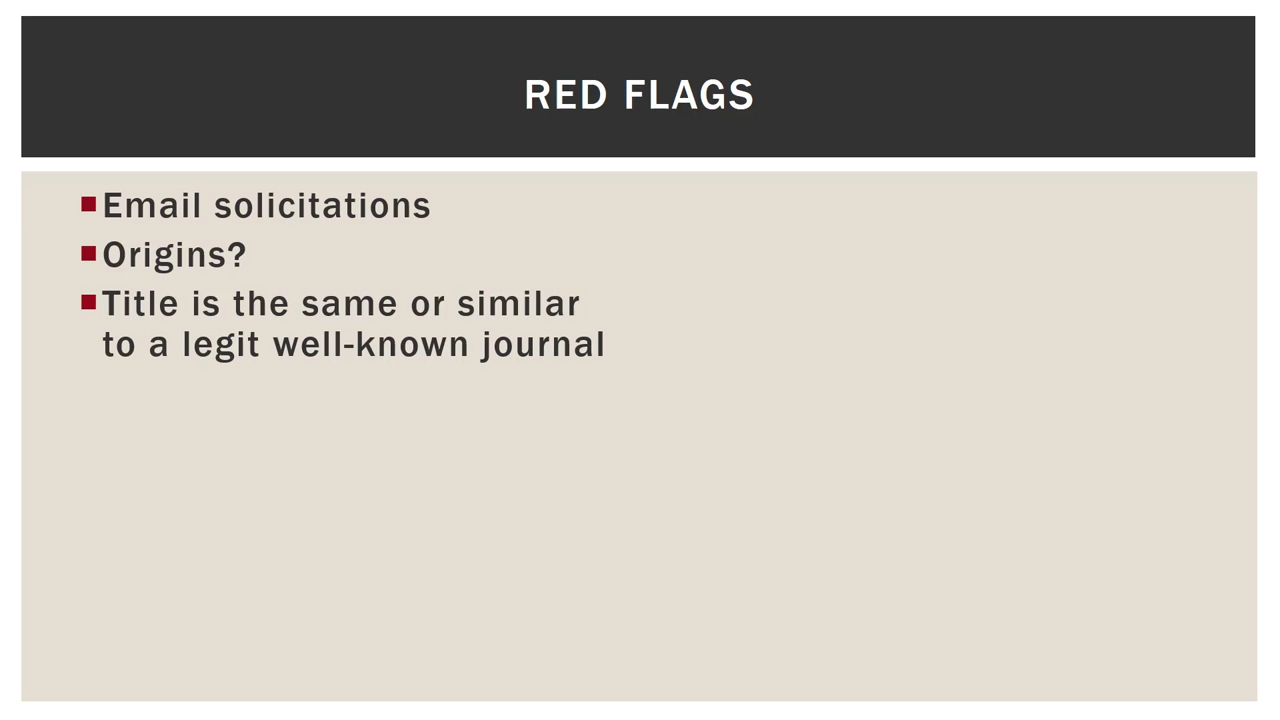 RED FLAGS
Email solicitations
Origins?
Title is the same or similar
to a legit well-known journal